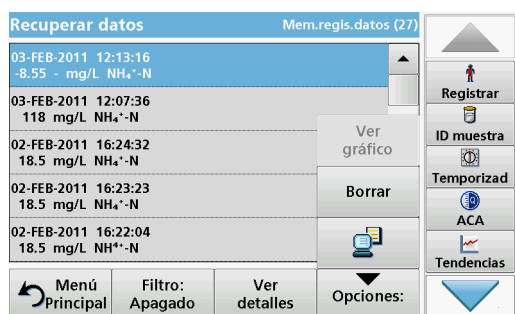 Recuperar datos Mem.regis.datos (27)
03-FEB-2011 12:13:16
-8.55 - mg/L NH₄⁺-N
03-FEB-2011 12:07:36
118 mg/L NH₄⁺-N
02-FEB-2011 16:24:32
18.5 mg/L NH₄⁺-N
02-FEB-2011 16:23:23
18.5 mg/L NH₄⁺-N
02-FEB-2011 16:22:04
18.5 mg/L NH⁴⁺-N
Ver
gráfico
Borrar
Menú
Principal
Filtro:
Apagado
Ver
detalles
Opciones:
Registrar
ID muestra
Temporizad
ACA
Tendencias